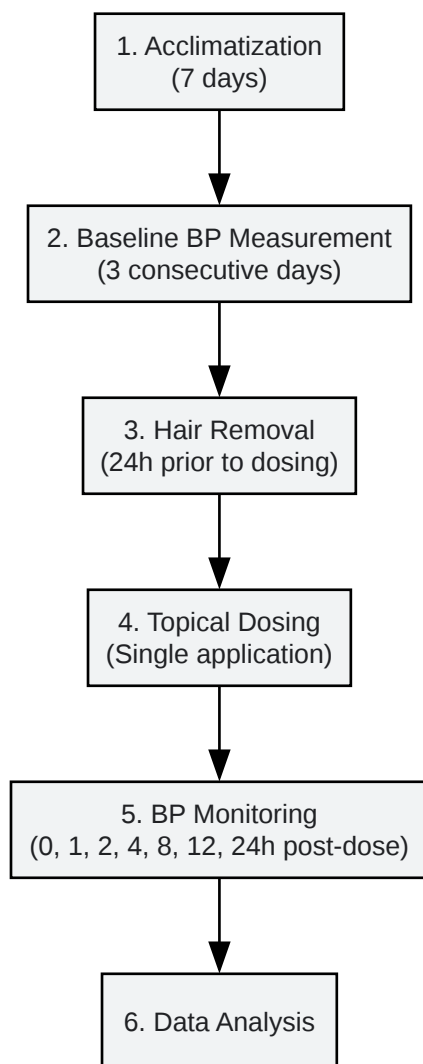 1. Acclimatization
(7 days)
2. Baseline BP Measurement
(3 consecutive days)
3. Hair Removal
(24h prior to dosing)
4. Topical Dosing
(Single application)
5. BP Monitoring
(0, 1, 2, 4, 8, 12, 24h post-dose)
6. Data Analysis